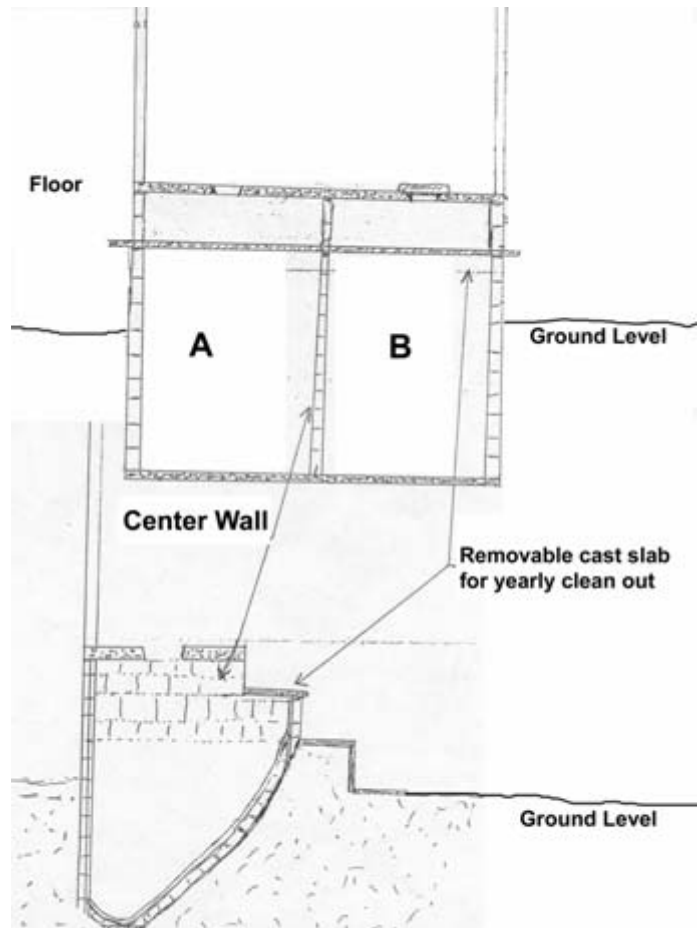 Floor
Ground Level
A
B
Center Wall
Removable cast slab
for yearly clean out
Ground Level